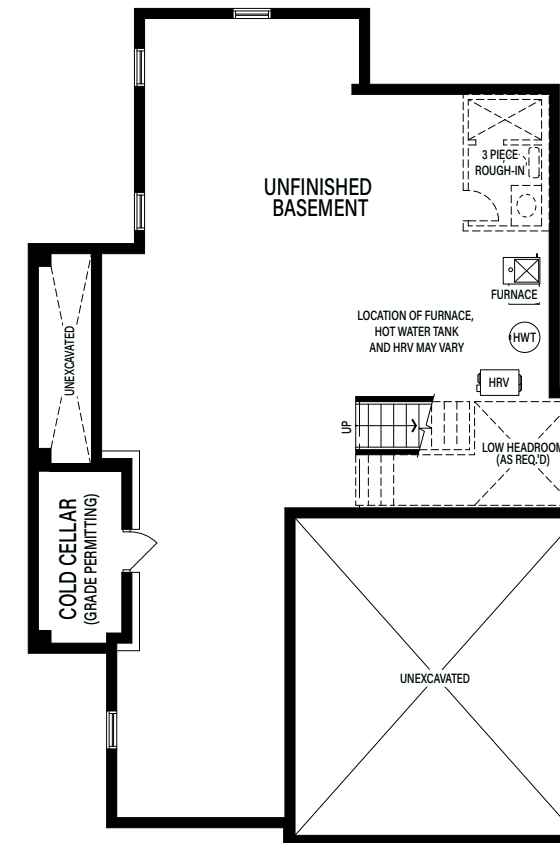 3 PIECE
ROUGH-IN
UNFINISHED
BASEMENT
FURNACE
LOCATION OF FURNACE,
HOT WATER TANK
AND HRV MAY VARY
HWT
HRV
UNEXCAVATED
UP
LOW HEADROOM
(AS REQ.'D)
COLD CELLAR
(GRADE PERMITTING)
UNEXCAVATED